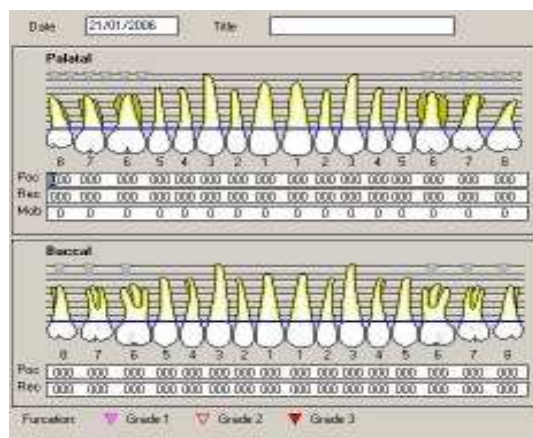 Date 21/01/2006 Title
Palatal
8 7 6 5 4 3 2 1 1 2 3 4 5 6 7 8
Poc 000 000 000 000 000 000 000 000 000 000 000 000 000 000 000 000
Rec 000 000 000 000 000 000 000 000 000 000 000 000 000 000 000 000
Mob 0 0 0 0 0 0 0 0 0 0 0 0 0 0 0 0
Buccal
8 7 6 5 4 3 2 1 1 2 3 4 5 6 7 8
Poc 000 000 000 000 000 000 000 000 000 000 000 000 000 000 000 000
Rec 000 000 000 000 000 000 000 000 000 000 000 000 000 000 000 000
Furcation: Grade 1 Grade 2 Grade 3